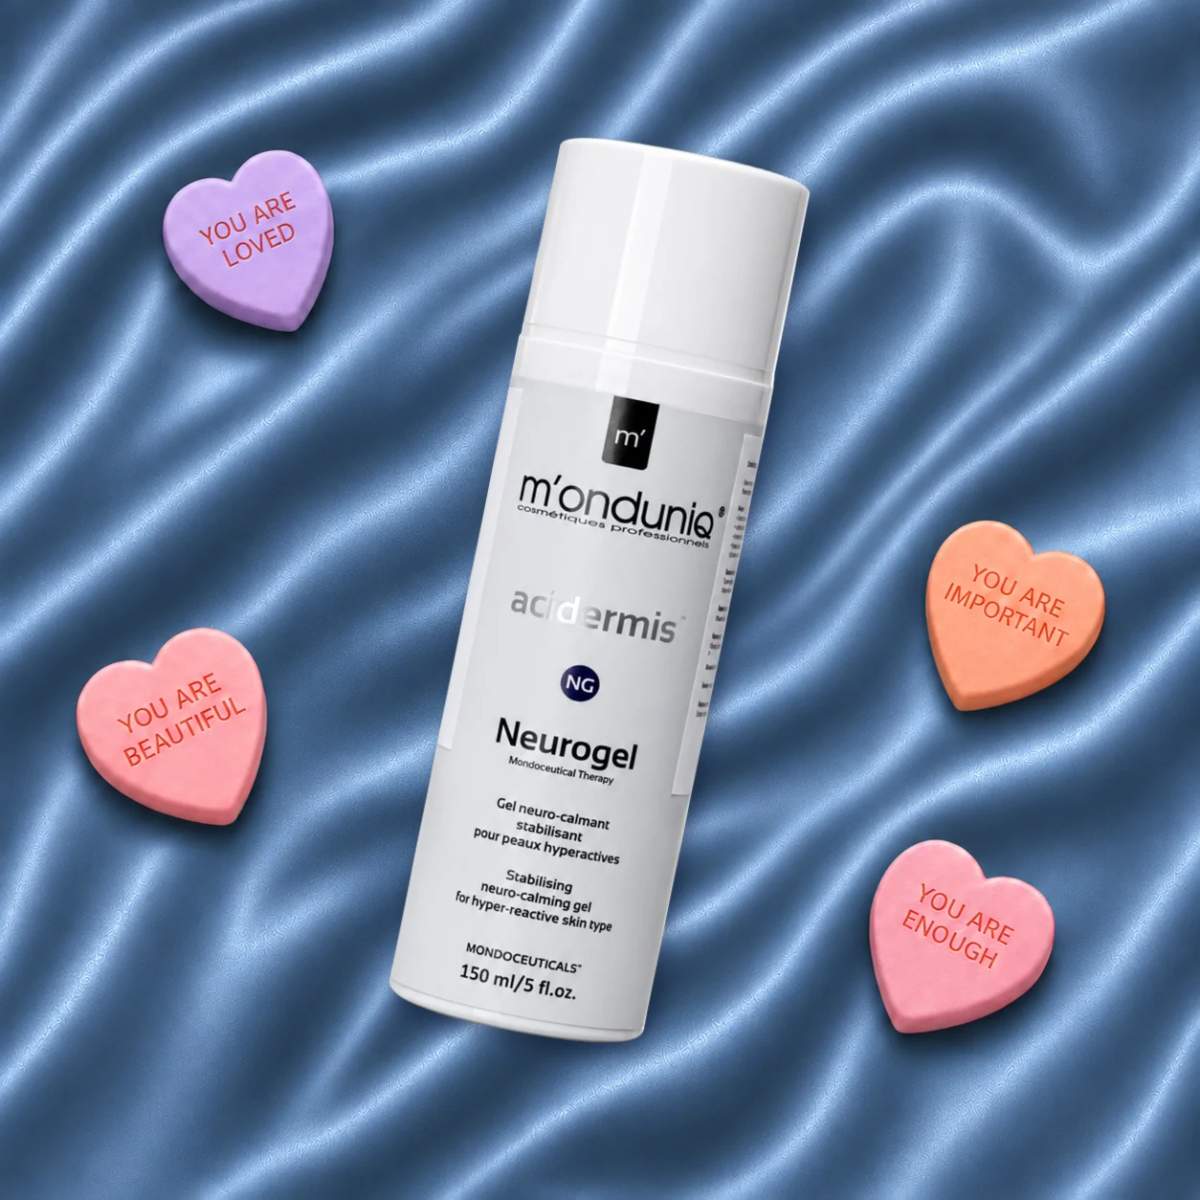 YOU ARE
LOVED
m'
m'onduniQ®
cosmétiques professionnels
acidermis™
NG
Neurogel
Mondoceutical Therapy
Gel neuro-calmant
stabilisant
pour peaux hyperactives
Stabilising
neuro-calming gel
for hyper-reactive skin type
MONDOCEUTICALS™
150 ml/5 fl.oz.
YOU ARE
BEAUTIFUL
YOU ARE
IMPORTANT
YOU ARE
ENOUGH